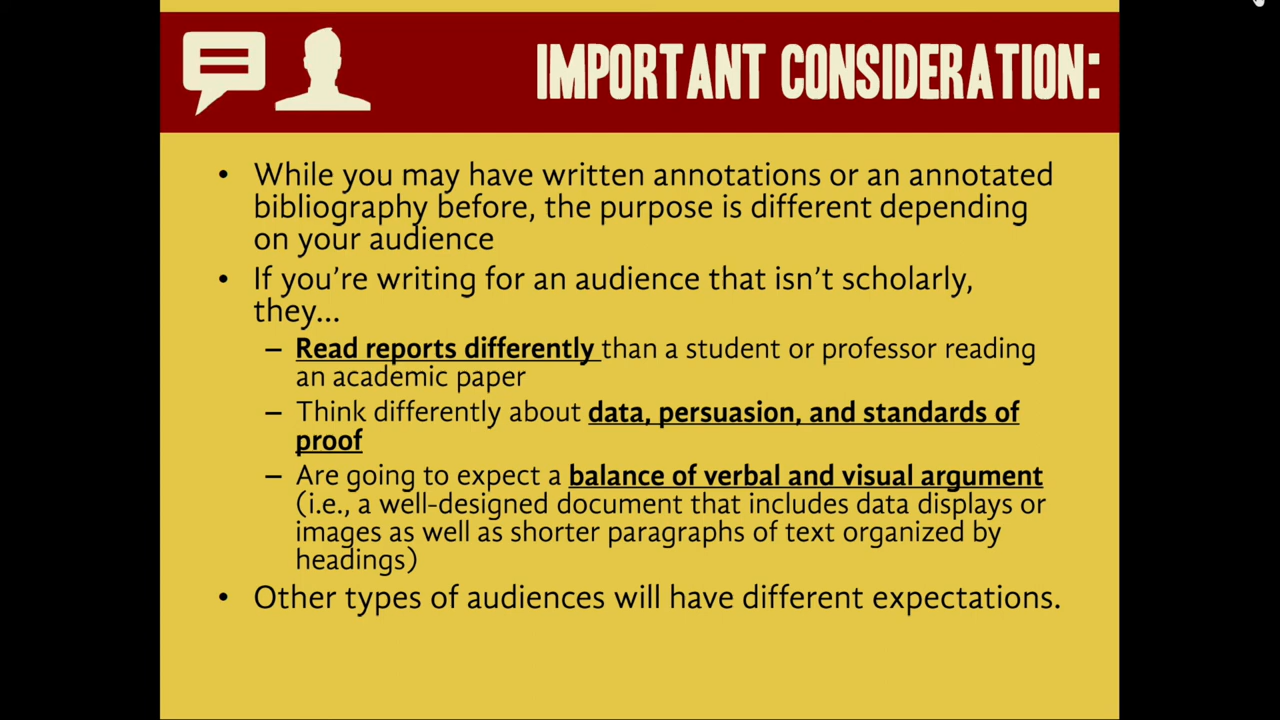 IMPORTANT CONSIDERATION:
• While you may have written annotations or an annotated
bibliography before, the purpose is different depending
on your audience
• If you’re writing for an audience that isn’t scholarly,
they…
– Read reports differently than a student or professor reading
an academic paper
– Think differently about data, persuasion, and standards of
proof
– Are going to expect a balance of verbal and visual argument
(i.e., a well-designed document that includes data displays or
images as well as shorter paragraphs of text organized by
headings)
• Other types of audiences will have different expectations.